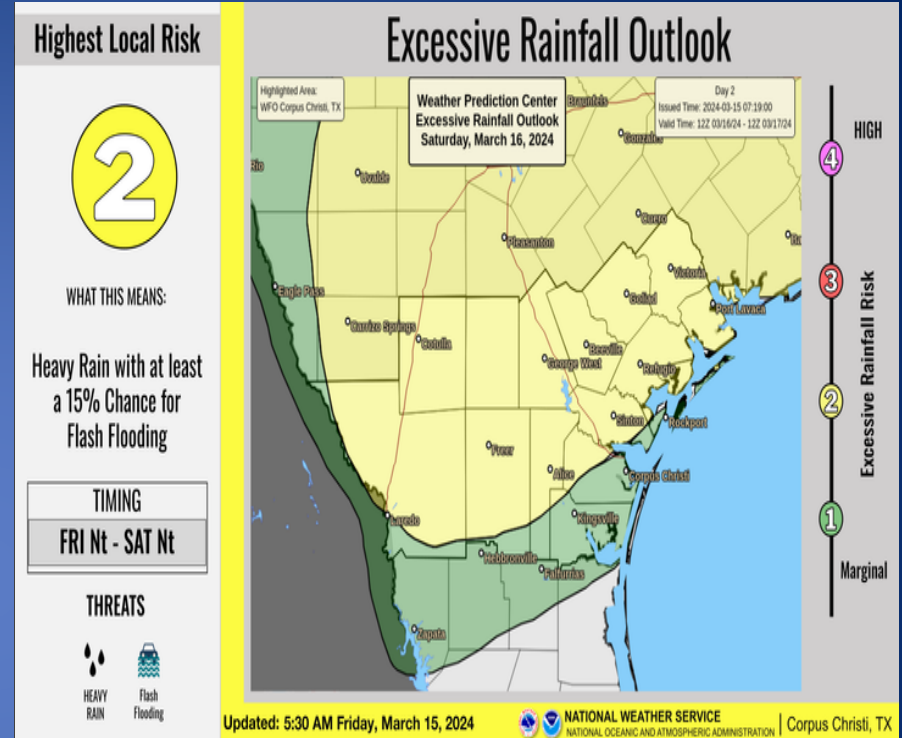 Highest Local Risk
2
WHAT THIS MEANS:
Heavy Rain with at least
a 15% Chance for
Flash Flooding
TIMING
FRI Nt - SAT Nt
THREATS
HEAVY
RAIN
Flash
Flooding
Excessive Rainfall Outlook
Highlighted Area:
WFO Corpus Christi, TX
Weather Prediction Center
Excessive Rainfall Outlook
Saturday, March 16, 2024
Day 2
Issued Time: 2024-03-15 07:19:00
Valid Time: 12Z 03/16/24 - 12Z 03/17/24
Braunfels
Gonzales
Rio
Uvalde
Cuero
Pleasanton
Victoria
Eagle Pass
Goliad
Port Lavaca
Carrizo Springs
Cotulla
Beeville
George West
Refugio
Sinton
Rockport
Freer
Alice
Corpus Christi
Laredo
Kingsville
Hebbronville
Falfurrias
Zapata
HIGH
4
3
2
1
Marginal
Excessive Rainfall Risk
Updated: 5:30 AM Friday, March 15, 2024
NATIONAL WEATHER SERVICE
NATIONAL OCEANIC AND ATMOSPHERIC ADMINISTRATION
Corpus Christi, TX